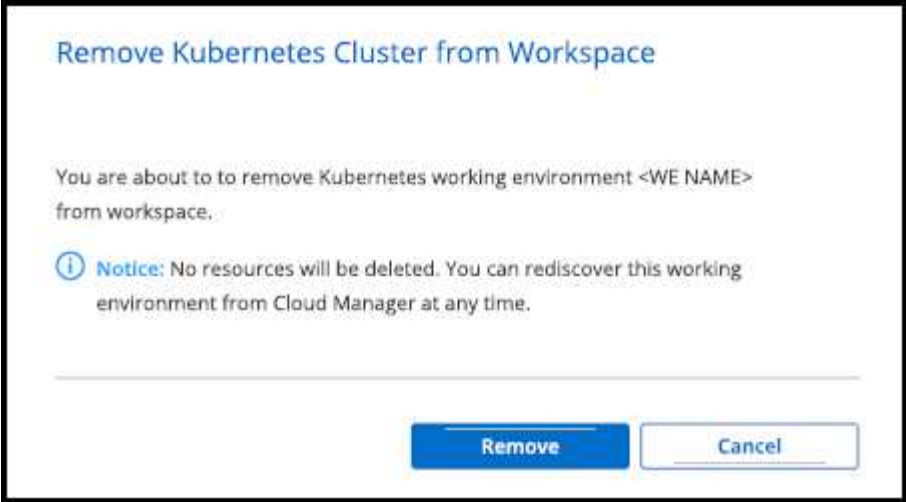 Remove Kubernetes Cluster from Workspace
You are about to to remove Kubernetes working environment <WE NAME>
from workspace.
Notice: No resources will be deleted. You can rediscover this working
environment from Cloud Manager at any time.
Remove
Cancel